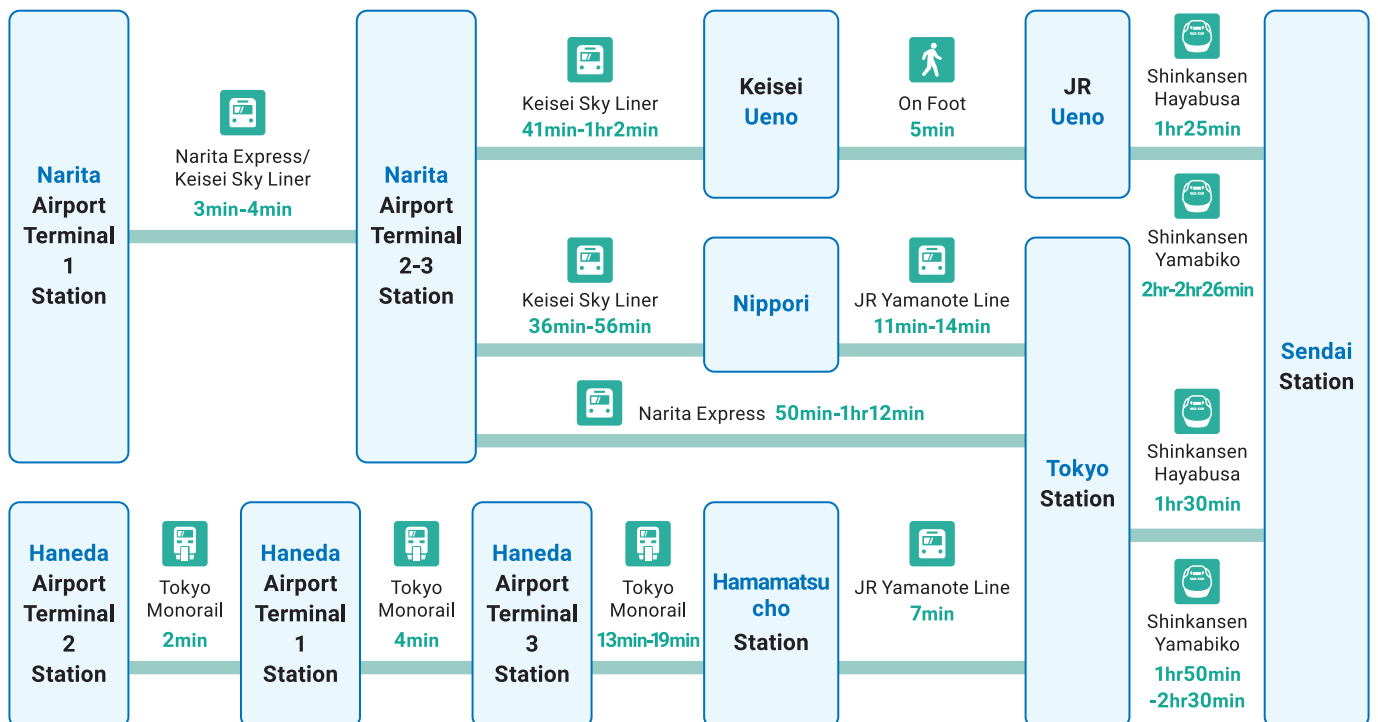 Narita
Airport
Terminal
1
Station
Narita Express/
Keisei Sky Liner
3min-4min
Narita
Airport
Terminal
2-3
Station
Keisei Sky Liner
41min-1hr2min
Keisei
Ueno
On Foot
5min
JR
Ueno
Shinkansen
Hayabusa
1hr25min
Shinkansen
Yamabiko
2hr-2hr26min
Keisei Sky Liner
36min-56min
Nippori
JR Yamanote Line
11min-14min
Narita Express 50min-1hr12min
Tokyo
Station
Shinkansen
Hayabusa
1hr30min
Shinkansen
Yamabiko
1hr50min
-2hr30min
Sendai
Station
Haneda
Airport
Terminal
2
Station
Tokyo
Monorail
2min
Haneda
Airport
Terminal
1
Station
Tokyo
Monorail
4min
Haneda
Airport
Terminal
3
Station
Tokyo
Monorail
13min-19min
Hamamatsu
cho
Station
JR Yamanote Line
7min